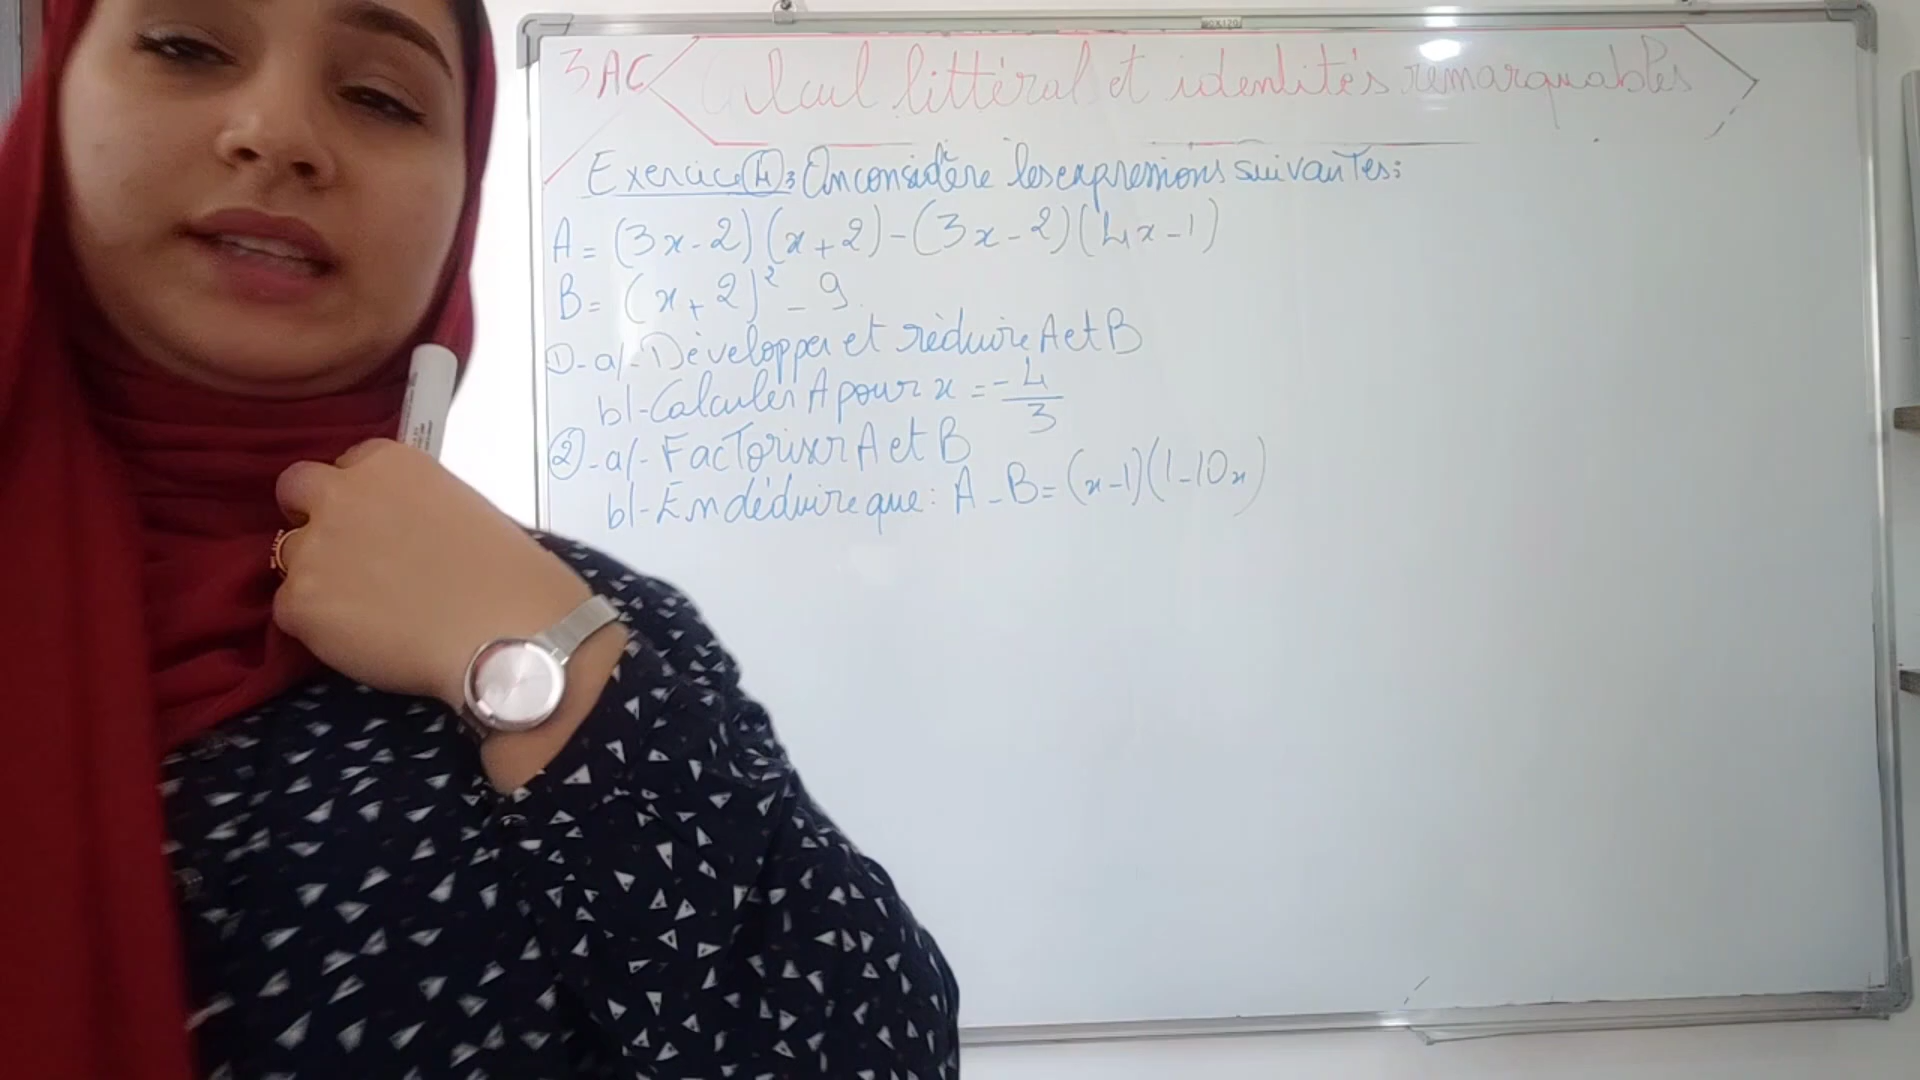 3AC Calcul littéral et identités remarquables
Exercice 4: On considère les expressions suivantes:
A = (3x-2)(x+2)-(3x-2)(4x-1)
B = (x+2)² - 9
①-a/- Développer et réduire A et B
b/- Calculer A pour x = -4/3
②-a/- Factoriser A et B
b/- En déduire que: A - B = (x-1)(1-10x)